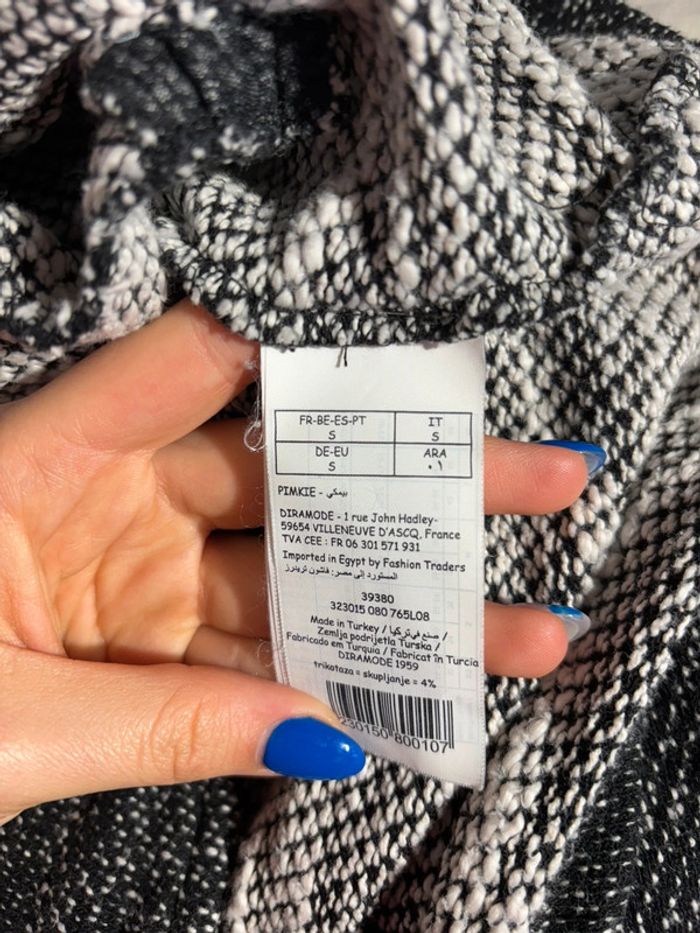 FR-BE-ES-PT IT
S S
DE-EU ARA
S ٠١
PIMKIE - بيمكي
DIRAMODE - 1 rue John Hadley-
59654 VILLENEUVE D'ASCQ, France
TVA CEE : FR 06 301 571 931
Imported in Egypt by Fashion Traders
المستورد إلى مصر: فاشون تريدرز
39380
323015 080 765L08
Made in Turkey / صنع في تركيا /
Zemlja podrijetla Turska /
Fabricado em Turquia / Fabricat în Turcia
DIRAMODE 1959
trikotaza = skupljanje = 4%
230150 800107